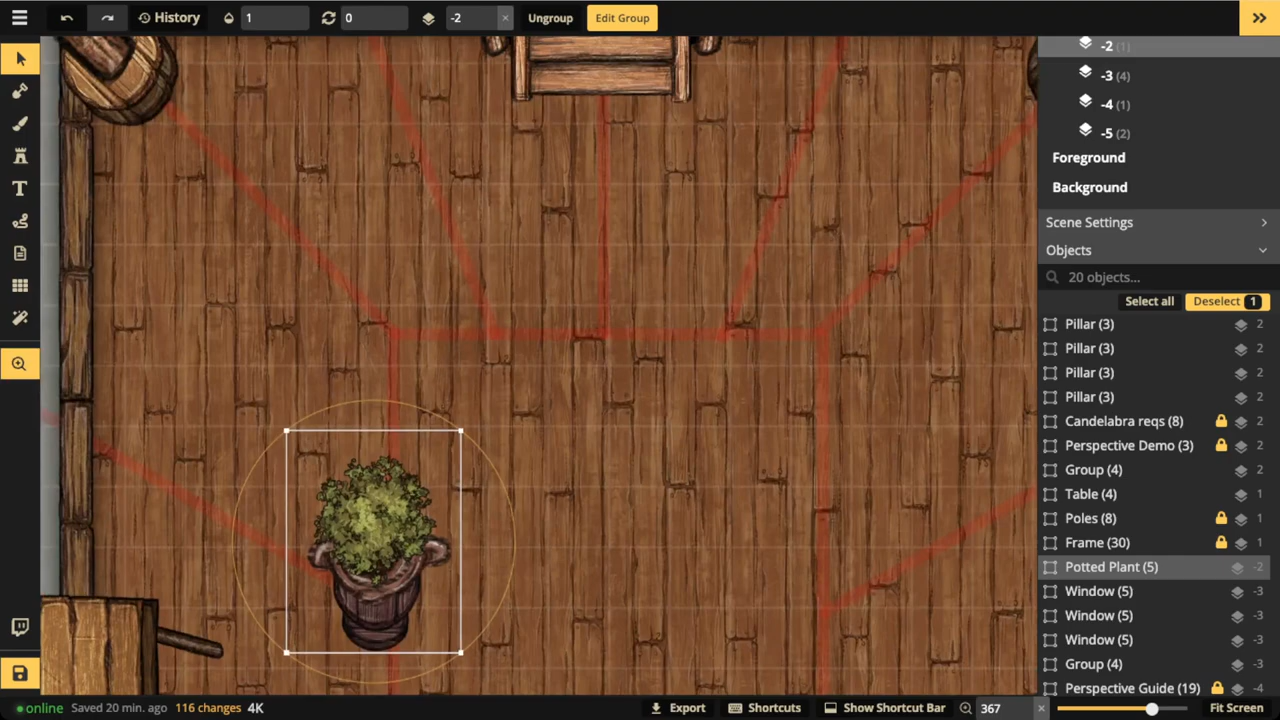 History 1 0 -2 × Ungroup Edit Group
-2 (1)
-3 (4)
-4 (1)
-5 (2)
Foreground
Background
Scene Settings
Objects
20 objects...
Select all Deselect 1
Pillar (3) 2
Pillar (3) 2
Pillar (3) 2
Pillar (3) 2
Candelabra reqs (8) 2
Perspective Demo (3) 2
Group (4) 2
Table (4) 1
Poles (8) 1
Frame (30) 1
Potted Plant (5) -2
Window (5) -3
Window (5) -3
Window (5) -3
Group (4) -3
Perspective Guide (19) -4
online Saved 20 min. ago 116 changes 4K Export Shortcuts Show Shortcut Bar 367 × Fit Screen